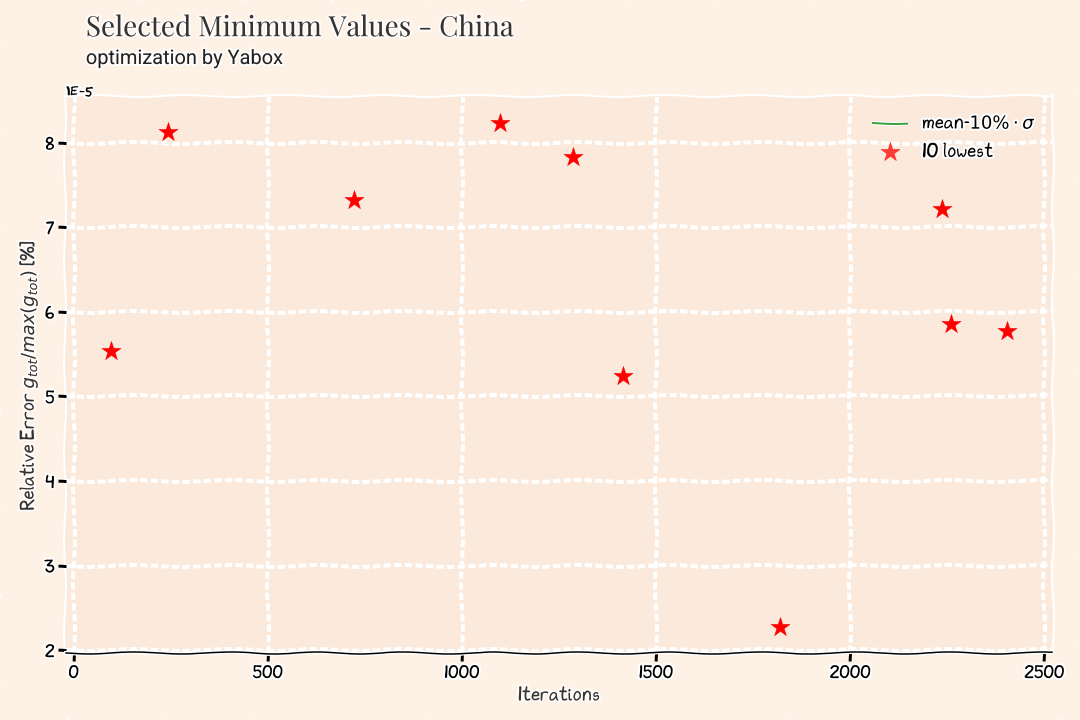 Selected Minimum Values - China
optimization by Yabox
1E-5
mean-10% · σ
10 lowest
8
7
6
5
4
3
2
Relative Error g_tot/max(g_tot) [%]
0 500 1000 1500 2000 2500
Iterations